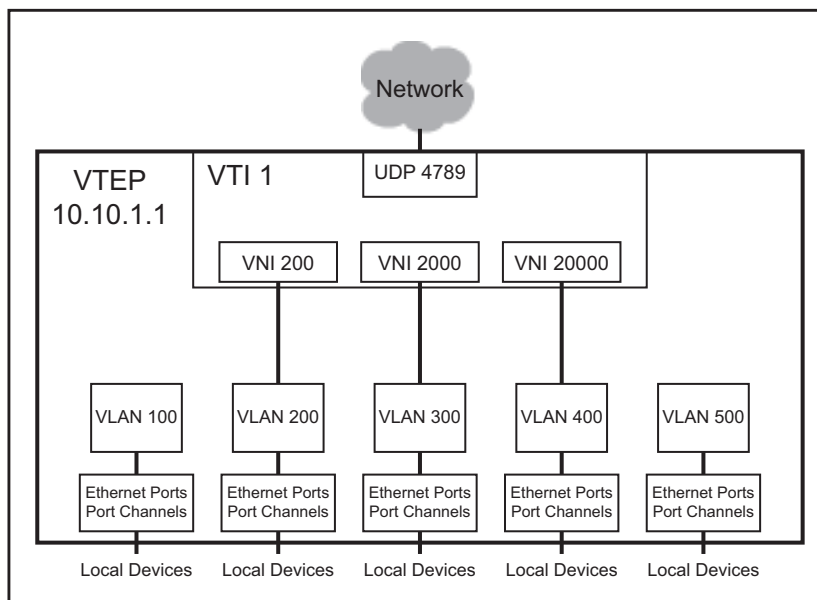 Network
VTEP
10.10.1.1
VTI 1
UDP 4789
VNI 200
VNI 2000
VNI 20000
VLAN 100
VLAN 200
VLAN 300
VLAN 400
VLAN 500
Ethernet Ports
Port Channels
Ethernet Ports
Port Channels
Ethernet Ports
Port Channels
Ethernet Ports
Port Channels
Ethernet Ports
Port Channels
Local Devices
Local Devices
Local Devices
Local Devices
Local Devices